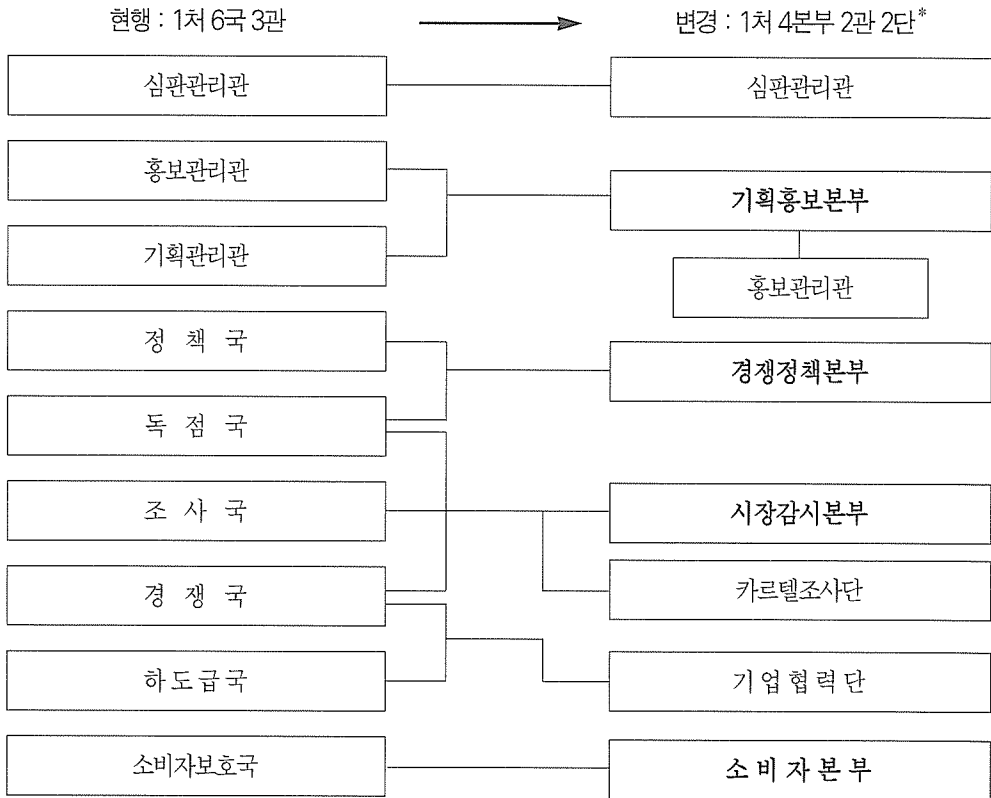 현행 : 1처 6국 3관
변경 : 1처 4본부 2관 2단*
심판관리관
심판관리관
홍보관리관
기획홍보본부
기획관리관
홍보관리관
정 책 국
경쟁정책본부
독 점 국
조 사 국
시장감시본부
경 쟁 국
카르텔조사단
하도급국
기업협력단
소비자보호국
소비자본부